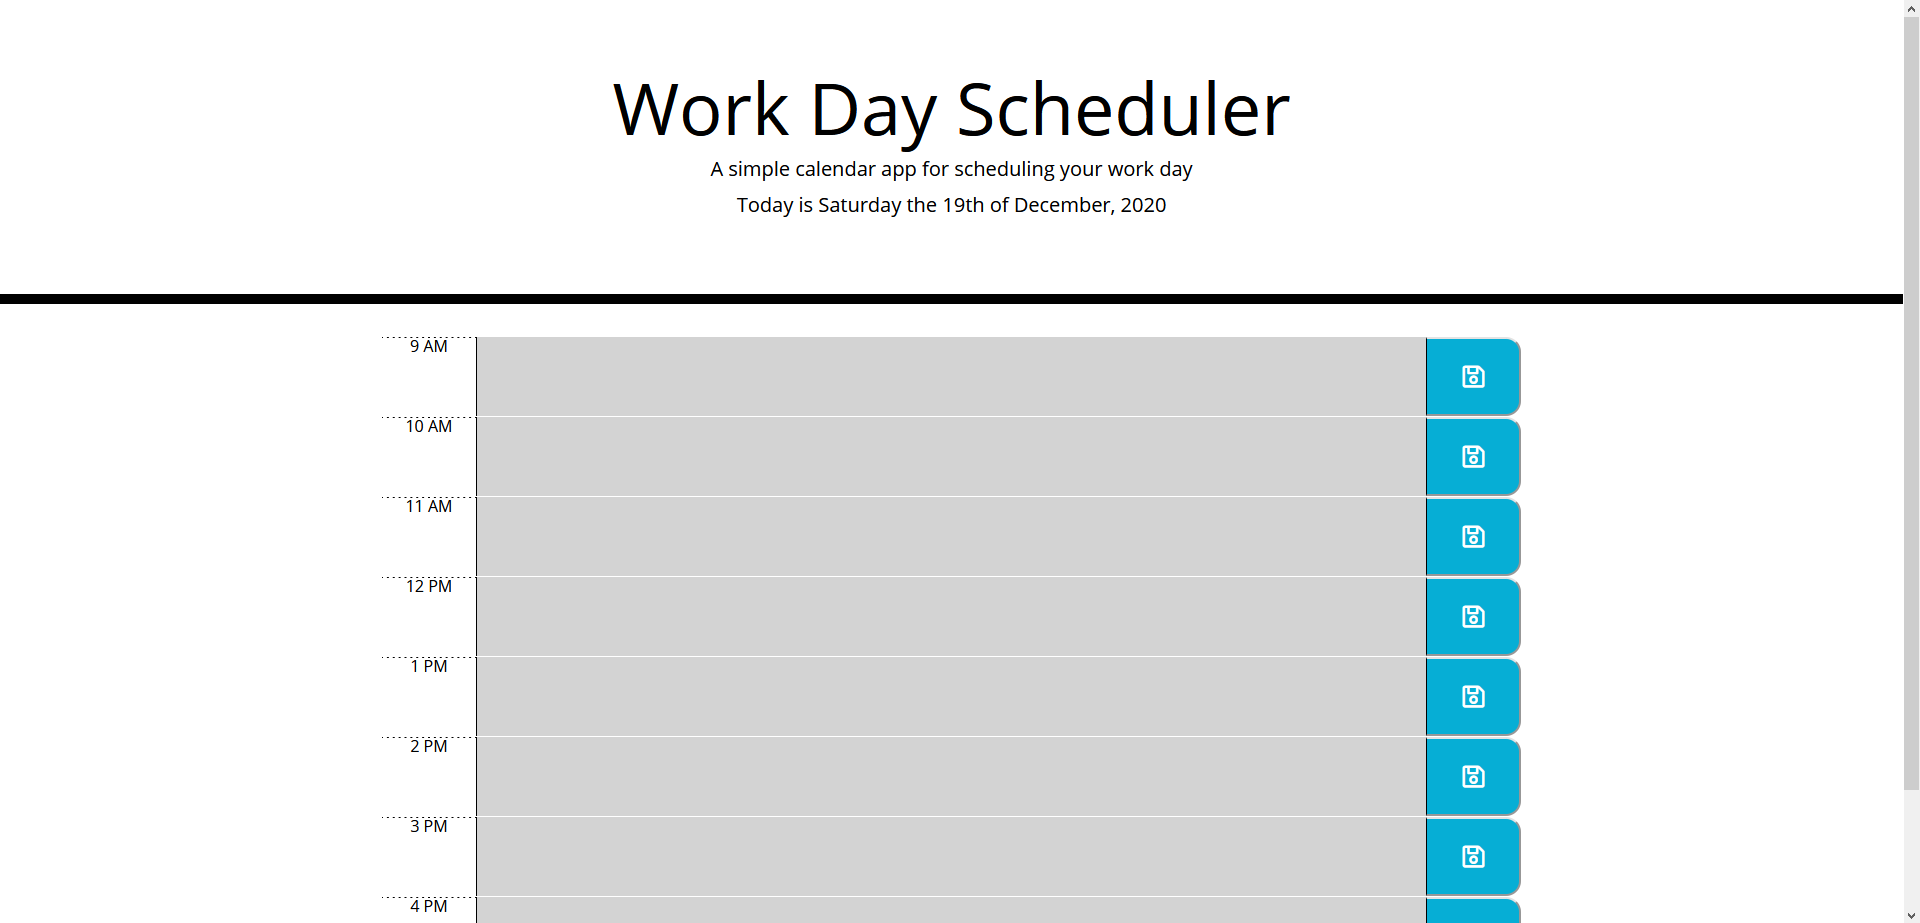 Work Day Scheduler
A simple calendar app for scheduling your work day
Today is Saturday the 19th of December, 2020
9 AM
10 AM
11 AM
12 PM
1 PM
2 PM
3 PM
4 PM